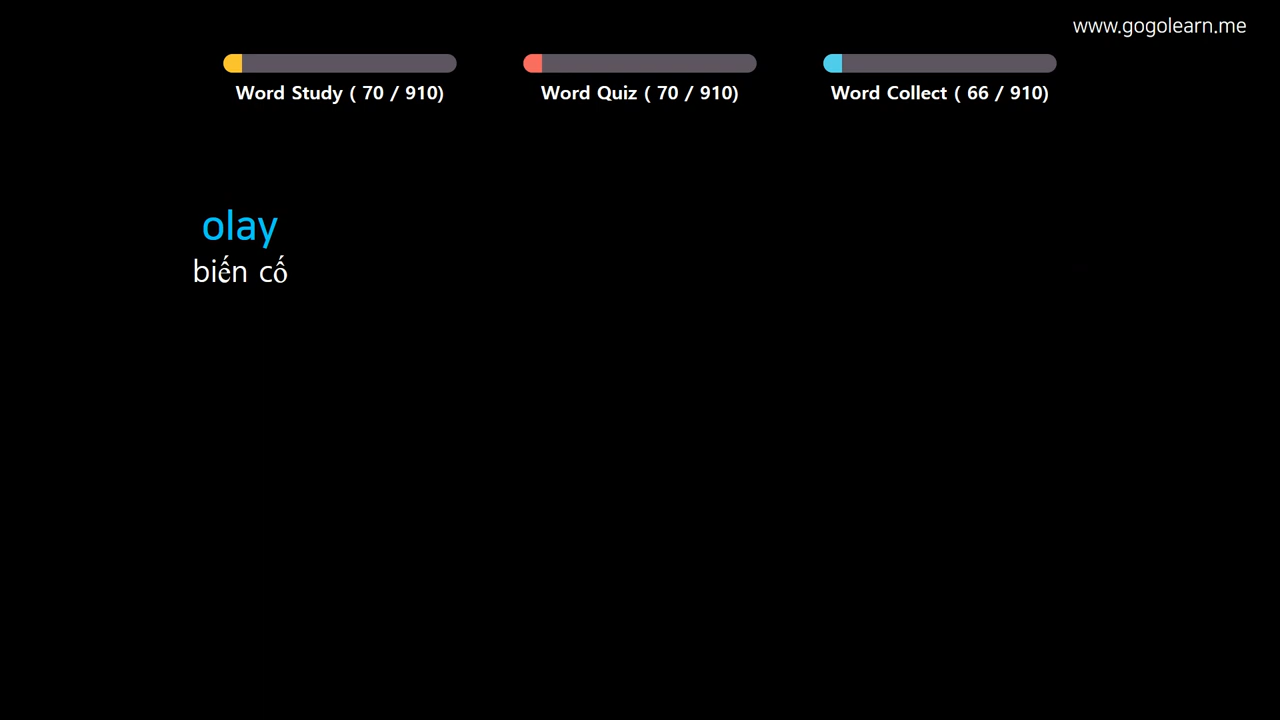 www.gogolearn.me
Word Study ( 70 / 910)
Word Quiz ( 70 / 910)
Word Collect ( 66 / 910)
olay
biến cố